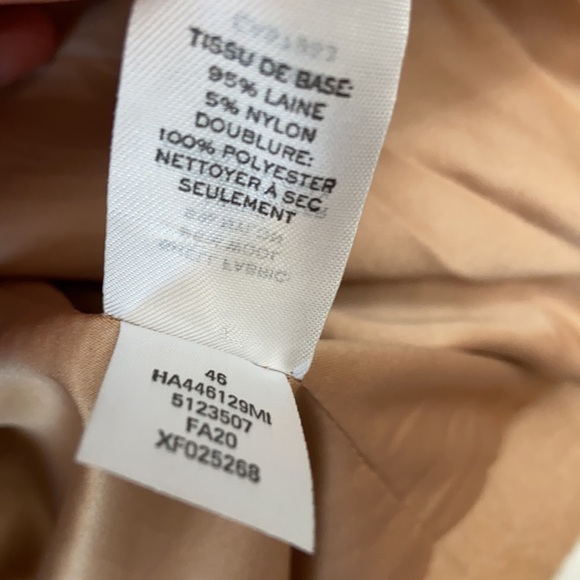 TISSU DE BASE:
95% LAINE
5% NYLON
DOUBLURE:
100% POLYESTER
NETTOYER À SEC
SEULEMENT
46
HA446129MI
5123507
FA20
XF025268